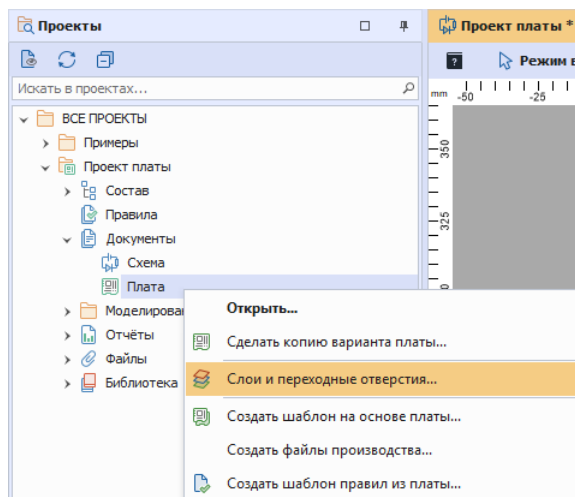 Проекты
Проект платы *
? Режим в
Искать в проектах...
mm -50 -25
350
325
ВСЕ ПРОЕКТЫ
Примеры
Проект платы
Состав
Правила
Документы
Схема
Плата
Моделирован
Отчёты
Файлы
Библиотека
Открыть...
Сделать копию варианта платы...
Слои и переходные отверстия...
Создать шаблон на основе платы...
Создать файлы производства...
Создать шаблон правил из платы...